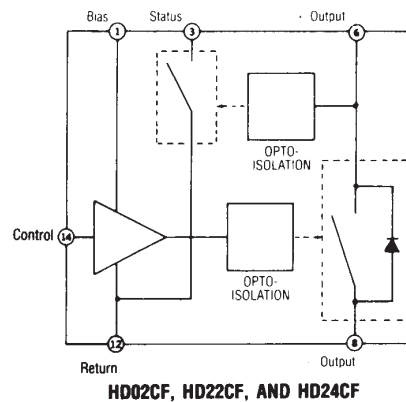 Bias Status Output
1 3 6
OPTO-
ISOLATION
Control 14
OPTO-
ISOLATION
12 8
Return Output
HD02CF, HD22CF, AND HD24CF